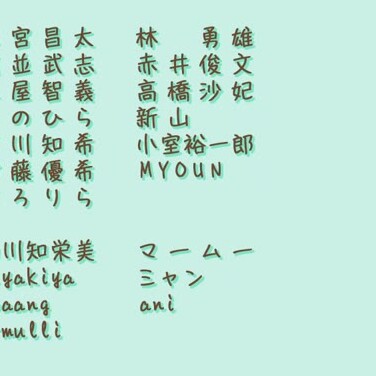 宮昌太 林 勇雄
並武志 赤井俊文
屋智義 高橋沙妃
のひら 新山
川知希 小室裕一郎
藤優希 MYOUN
ろりら
川知栄美 マームー
yakiya ミャン
aang ani
mulli